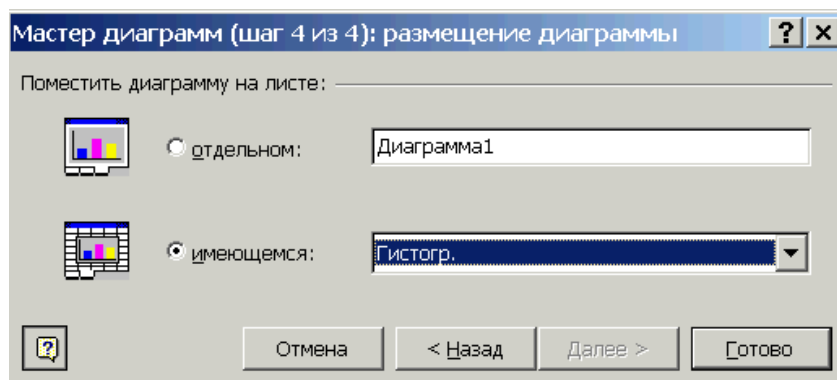 Мастер диаграмм (шаг 4 из 4): размещение диаграммы
Поместить диаграмму на листе:
отдельном: Диаграмма1
имеющемся: Гистогр.
Отмена < Назад Далее > Готово